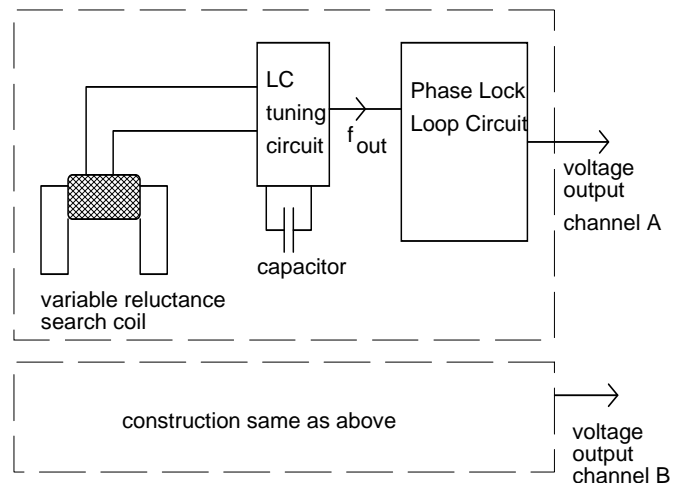 LC
tuning
circuit
Phase Lock
Loop Circuit
f out
voltage
output
channel A
capacitor
variable reluctance
search coil
construction same as above
voltage
output
channel B